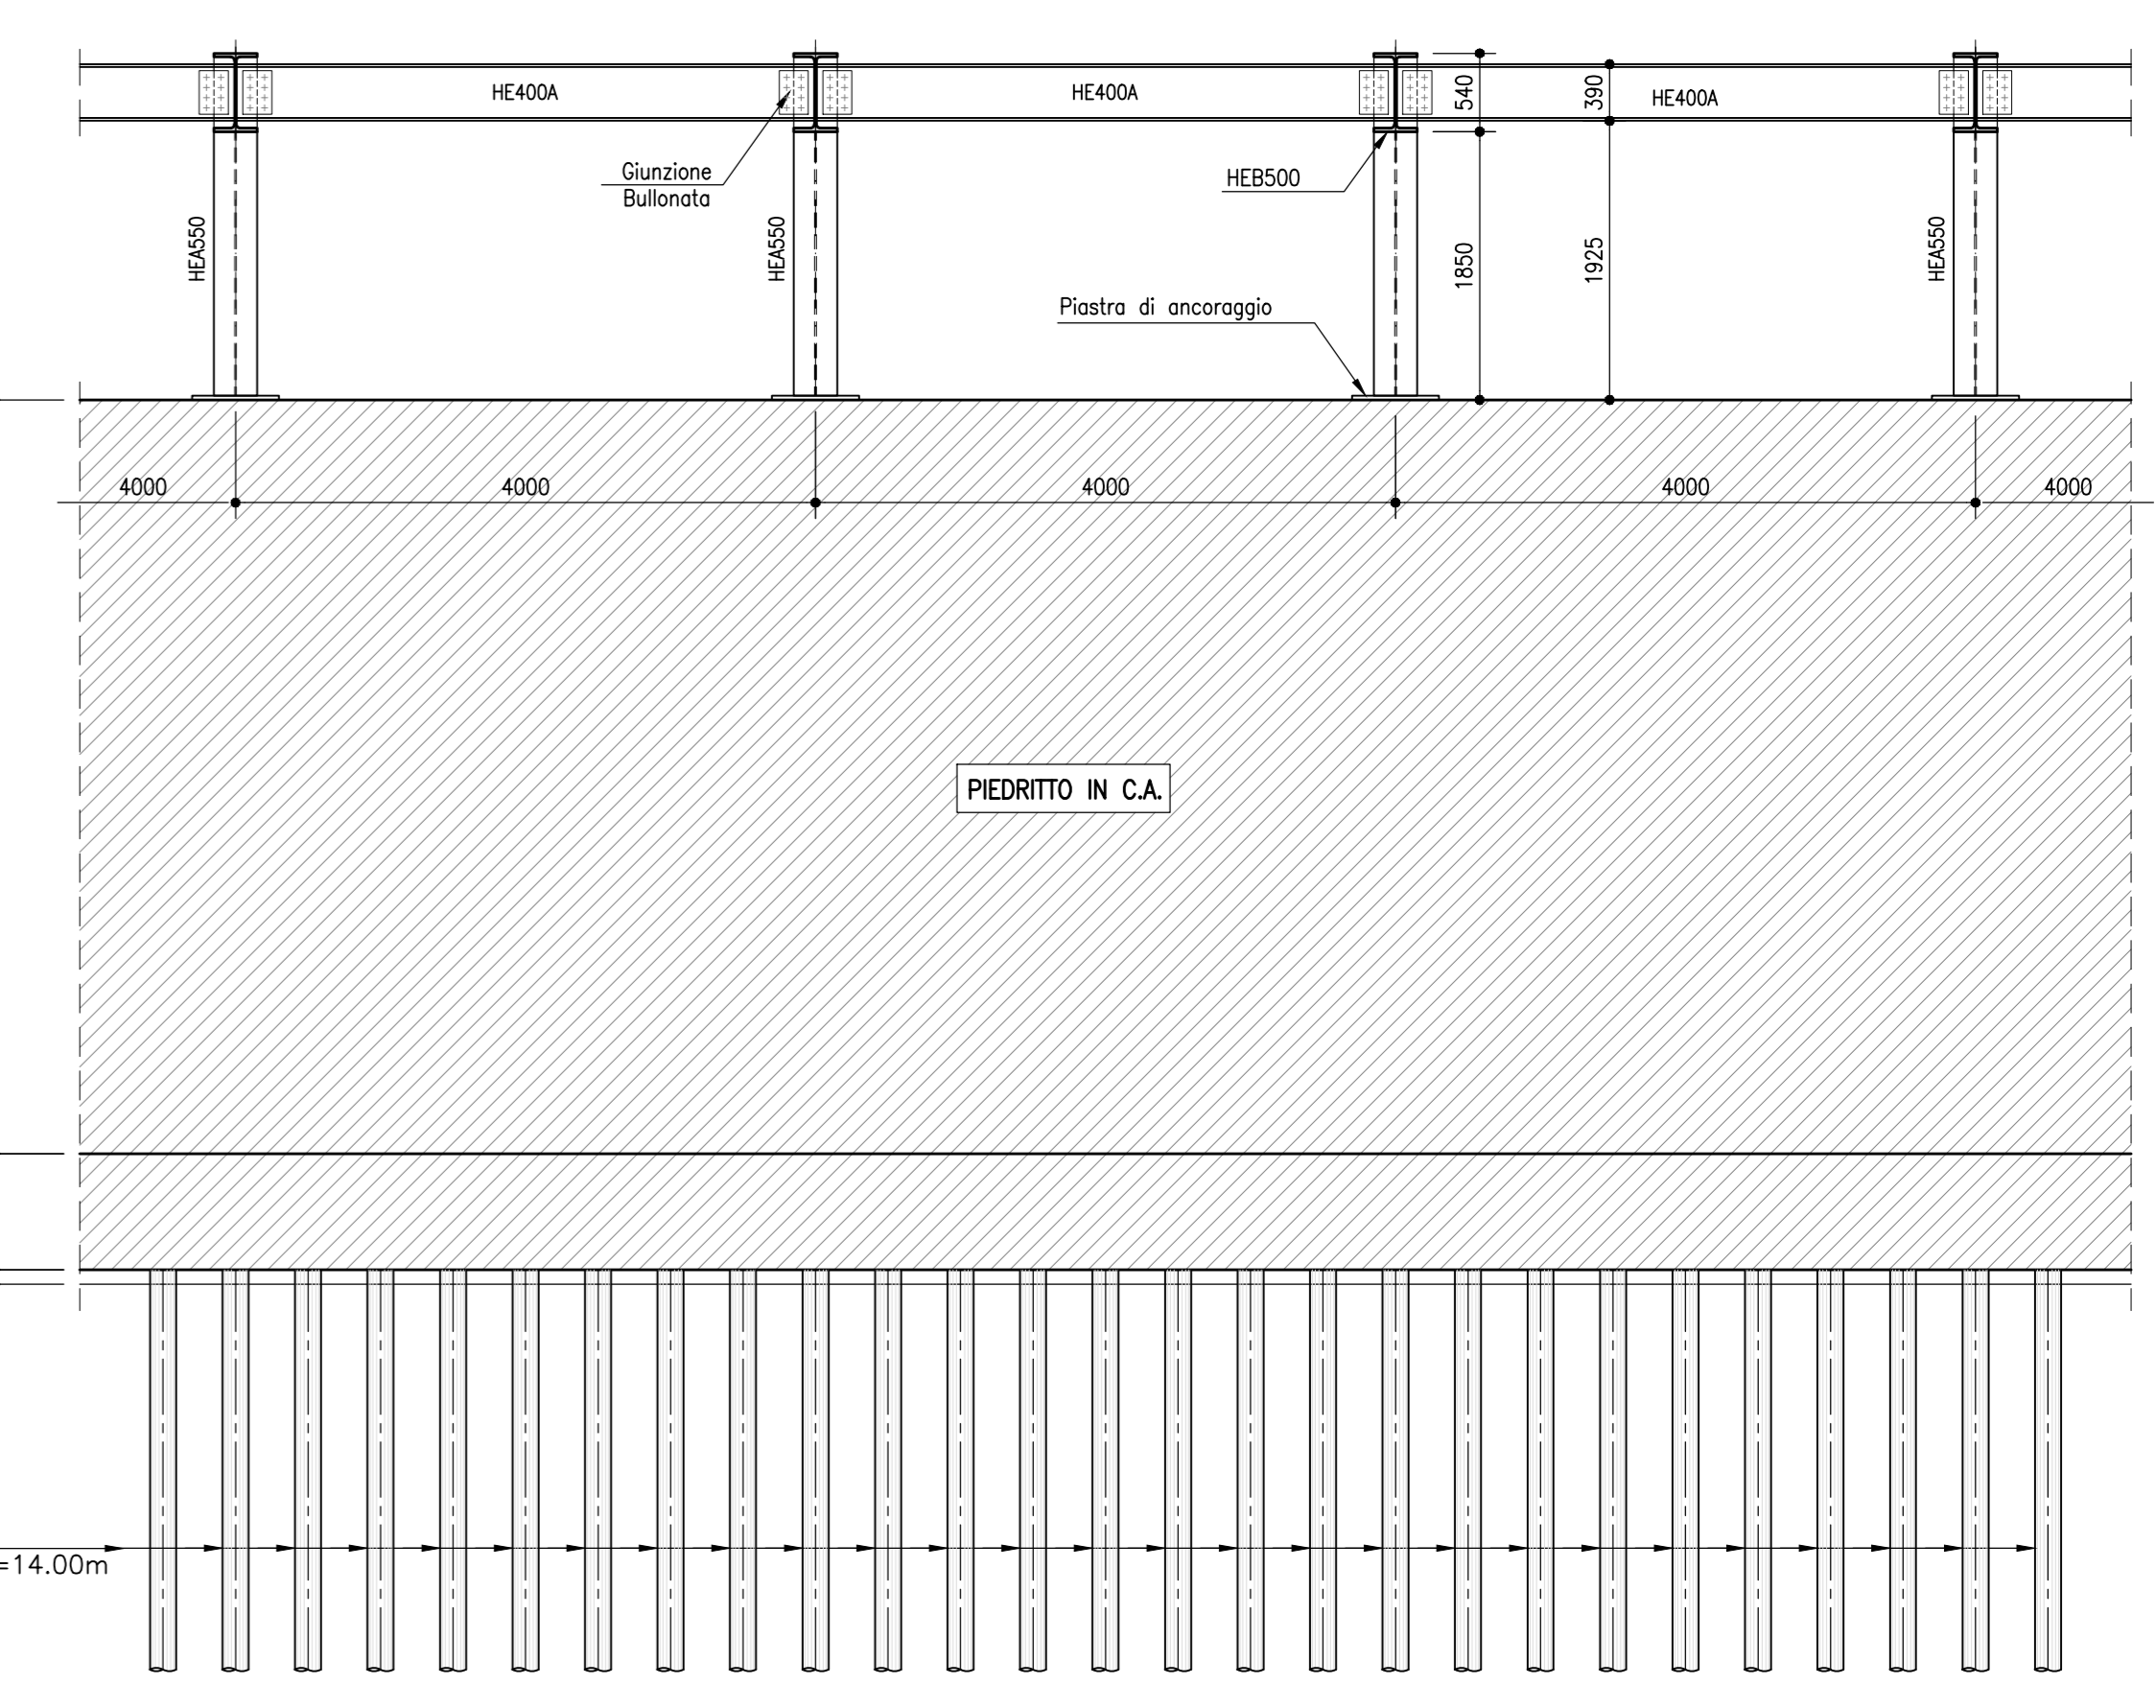 HE400A
HE400A
HE400A
540
390
Giunzione
Bullonata
HEB500
HEA550
HEA550
HEA550
1850
1925
Piastra di ancoraggio
4000
4000
4000
4000
4000
PIEDRITTO IN C.A.
=14.00m